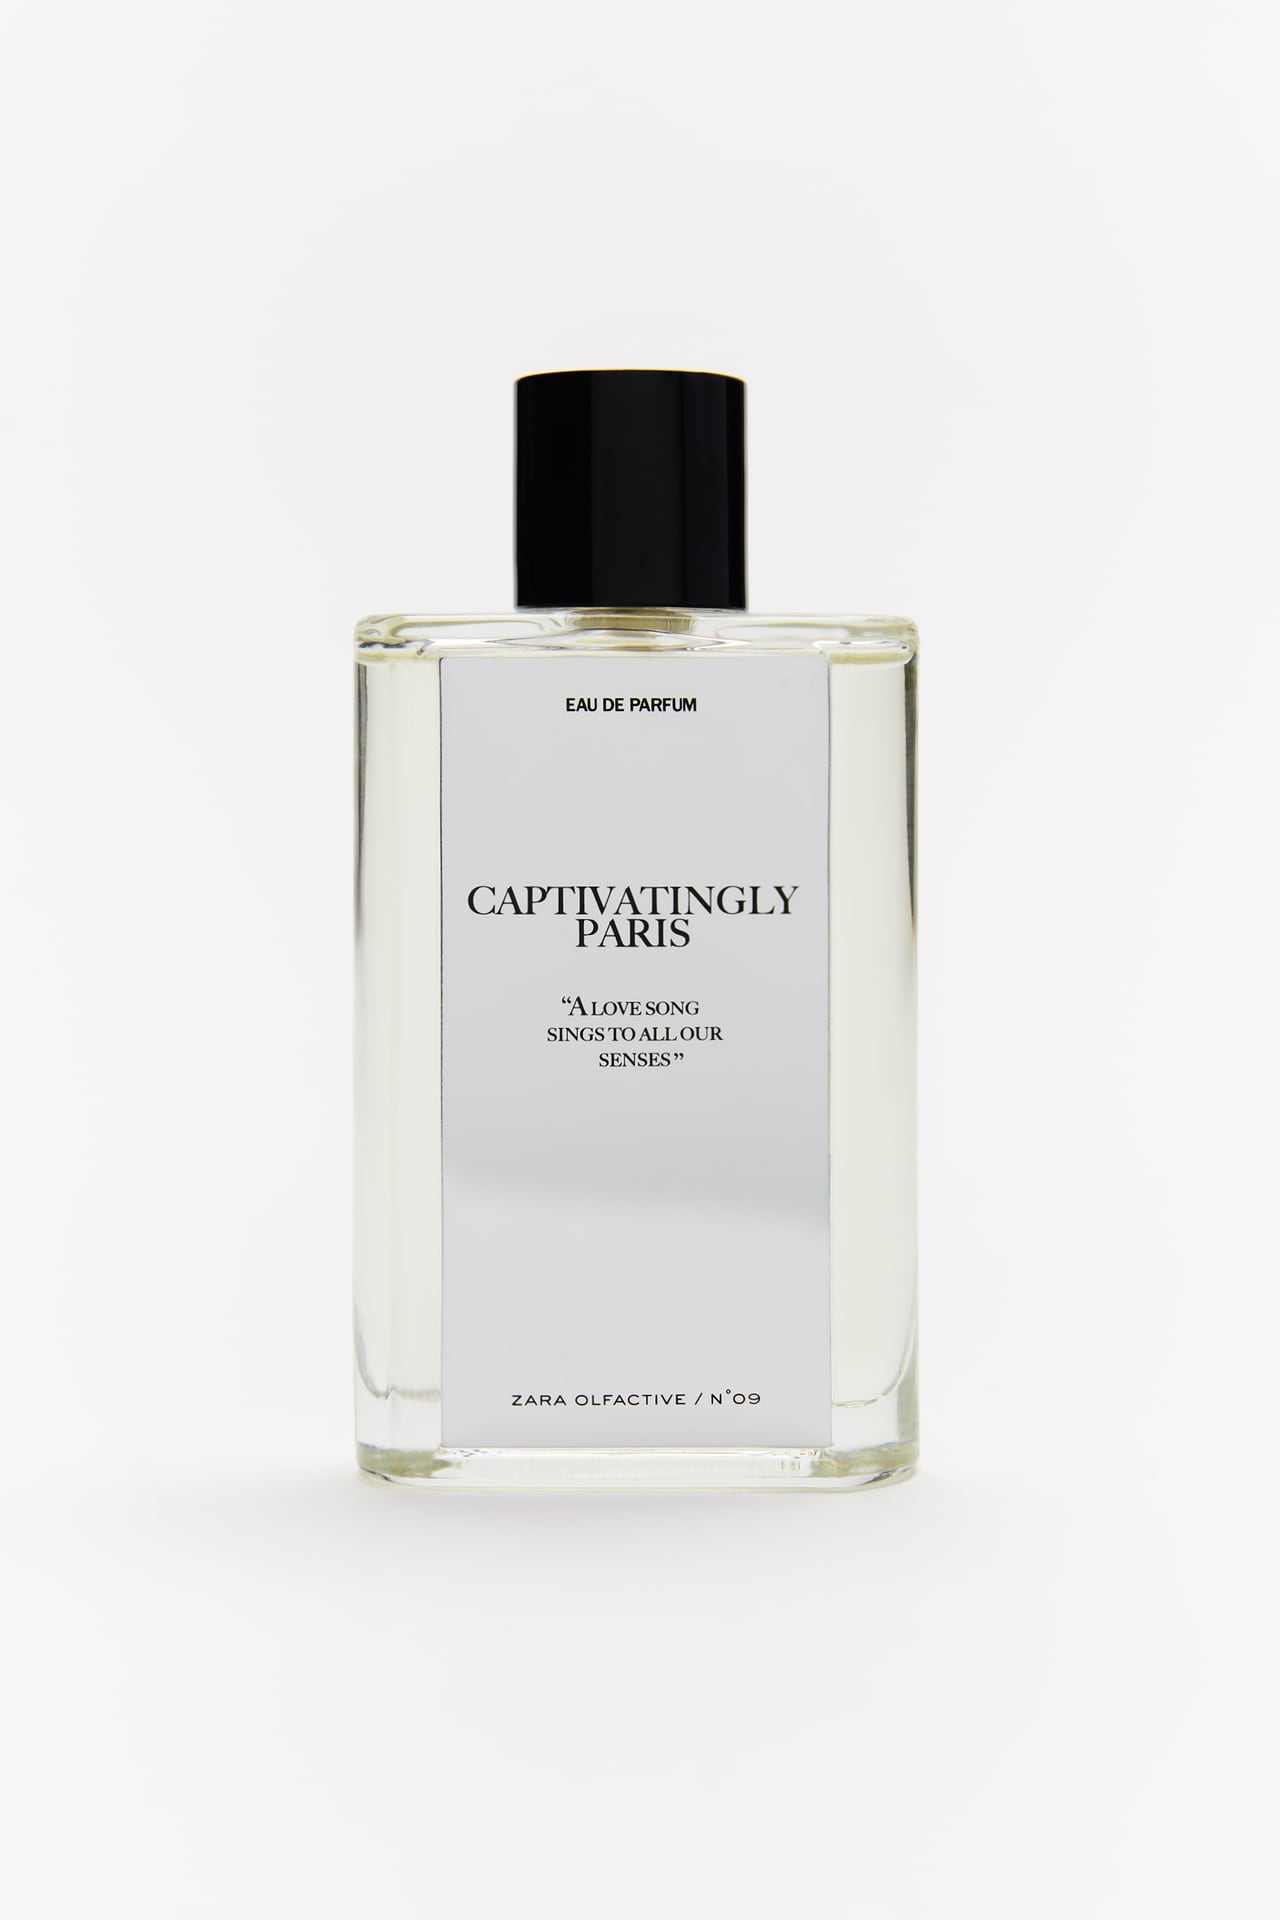 EAU DE PARFUM
CAPTIVATINGLY
PARIS
“A LOVE SONG
SINGS TO ALL OUR
SENSES”
ZARA OLFACTIVE / N°09